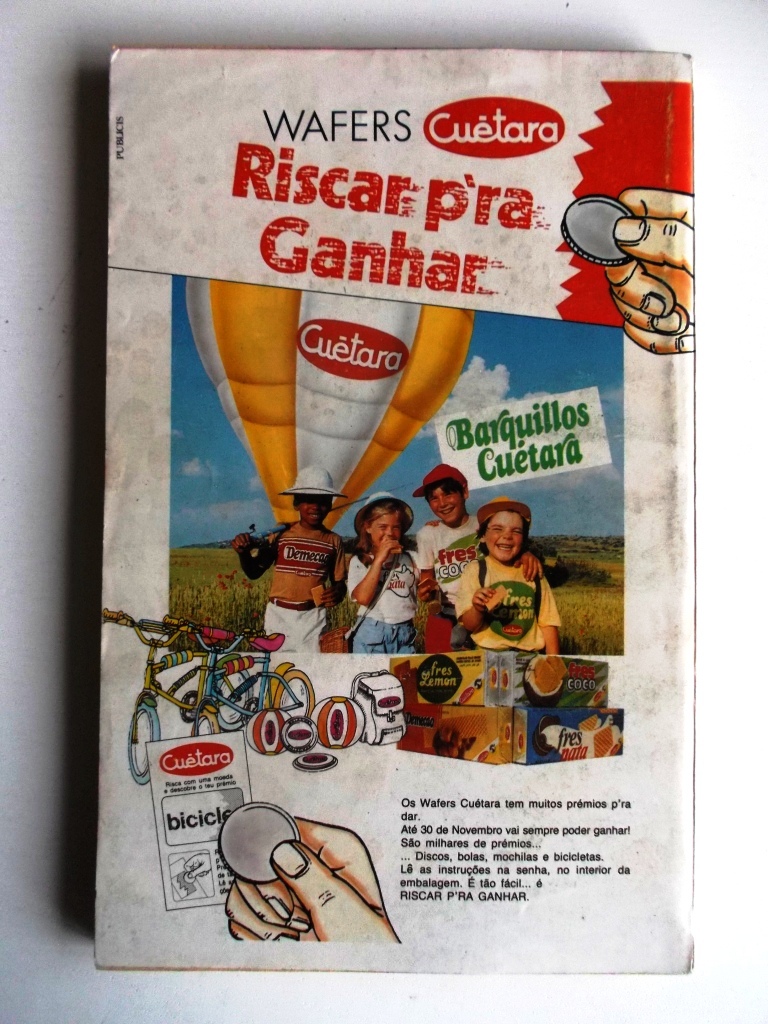 PUBLICIS
WAFERS Cuétara
Riscar p'ra
Ganhar
Cuétara
Barquillos
Cuétara
Demecao
fres
nata
fres
COCO
fres
lemon
fres
Lemon
fres
COCO
Demecao
fres
nata
Cuétara
Risca com uma moeda
e descobre o teu prémio
bicicle
Os Wafers Cuétara tem muitos prémios p'ra
dar.
Até 30 de Novembro vai sempre poder ganhar!
São milhares de prémios...
... Discos, bolas, mochilas e bicicletas.
Lê as instruções na senha, no interior da
embalagem. É tão fácil... é
RISCAR P'RA GANHAR.